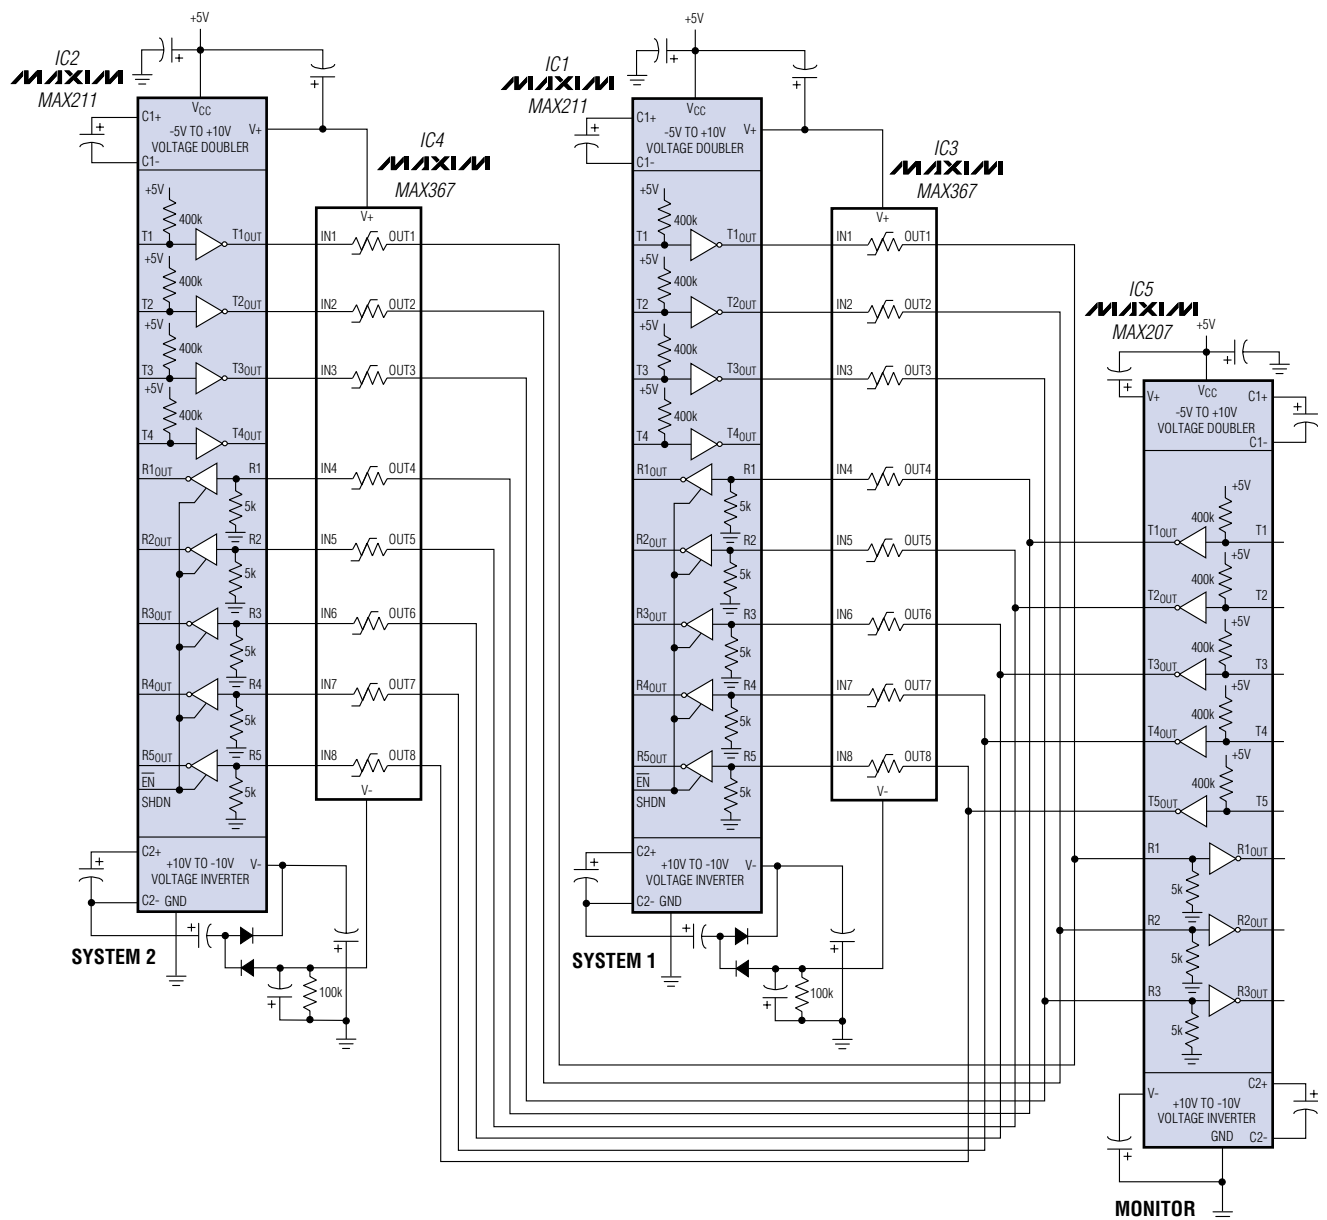 +5V
IC2
MAXIM
MAX211
VCC
C1+
-5V TO +10V
VOLTAGE DOUBLER
V+
C1-
+5V
400k
T1
T1OUT
+5V
400k
T2
T2OUT
+5V
400k
T3
T3OUT
+5V
400k
T4
T4OUT
R1OUT
R1
5k
R2OUT
R2
5k
R3OUT
R3
5k
R4OUT
R4
5k
R5OUT
R5
5k
EN
SHDN
C2+
+10V TO -10V
VOLTAGE INVERTER
V-
C2- GND
SYSTEM 2
100k
IC4
MAXIM
MAX367
V+
IN1 OUT1
IN2 OUT2
IN3 OUT3
IN4 OUT4
IN5 OUT5
IN6 OUT6
IN7 OUT7
IN8 OUT8
V-
+5V
IC1
MAXIM
MAX211
VCC
C1+
-5V TO +10V
VOLTAGE DOUBLER
V+
C1-
+5V
400k
T1
T1OUT
+5V
400k
T2
T2OUT
+5V
400k
T3
T3OUT
+5V
400k
T4
T4OUT
R1OUT
R1
5k
R2OUT
R2
5k
R3OUT
R3
5k
R4OUT
R4
5k
R5OUT
R5
5k
EN
SHDN
C2+
+10V TO -10V
VOLTAGE INVERTER
V-
C2- GND
SYSTEM 1
100k
IC3
MAXIM
MAX367
V+
IN1 OUT1
IN2 OUT2
IN3 OUT3
IN4 OUT4
IN5 OUT5
IN6 OUT6
IN7 OUT7
IN8 OUT8
V-
IC5
MAXIM
MAX207
+5V
V+
VCC
C1+
-5V TO +10V
VOLTAGE DOUBLER
C1-
+5V
400k
T1OUT
T1
+5V
400k
T2OUT
T2
+5V
400k
T3OUT
T3
+5V
400k
T4OUT
T4
+5V
400k
T5OUT
T5
R1
R1OUT
5k
R2
R2OUT
5k
R3
R3OUT
5k
V-
C2+
+10V TO -10V
VOLTAGE INVERTER
GND C2-
MONITOR